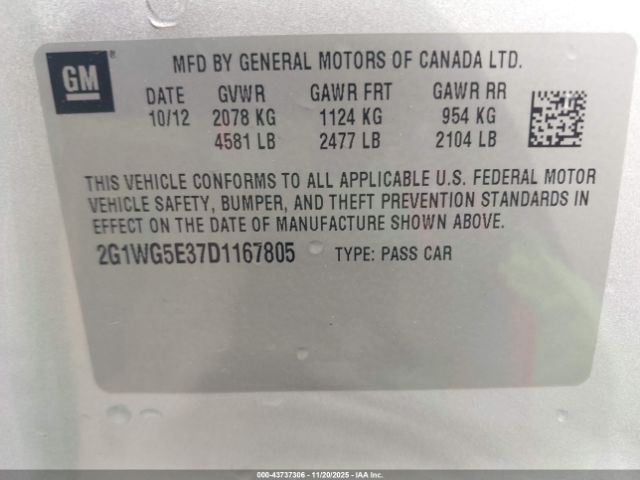 GM
MFD BY GENERAL MOTORS OF CANADA LTD.
DATE GVWR GAWR FRT GAWR RR
10/12 2078 KG 1124 KG 954 KG
4581 LB 2477 LB 2104 LB
THIS VEHICLE CONFORMS TO ALL APPLICABLE U.S. FEDERAL MOTOR
VEHICLE SAFETY, BUMPER, AND THEFT PREVENTION STANDARDS IN
EFFECT ON THE DATE OF MANUFACTURE SHOWN ABOVE.
2G1WG5E37D1167805 TYPE: PASS CAR
000-43737306 - 11/20/2025 - IAA Inc.